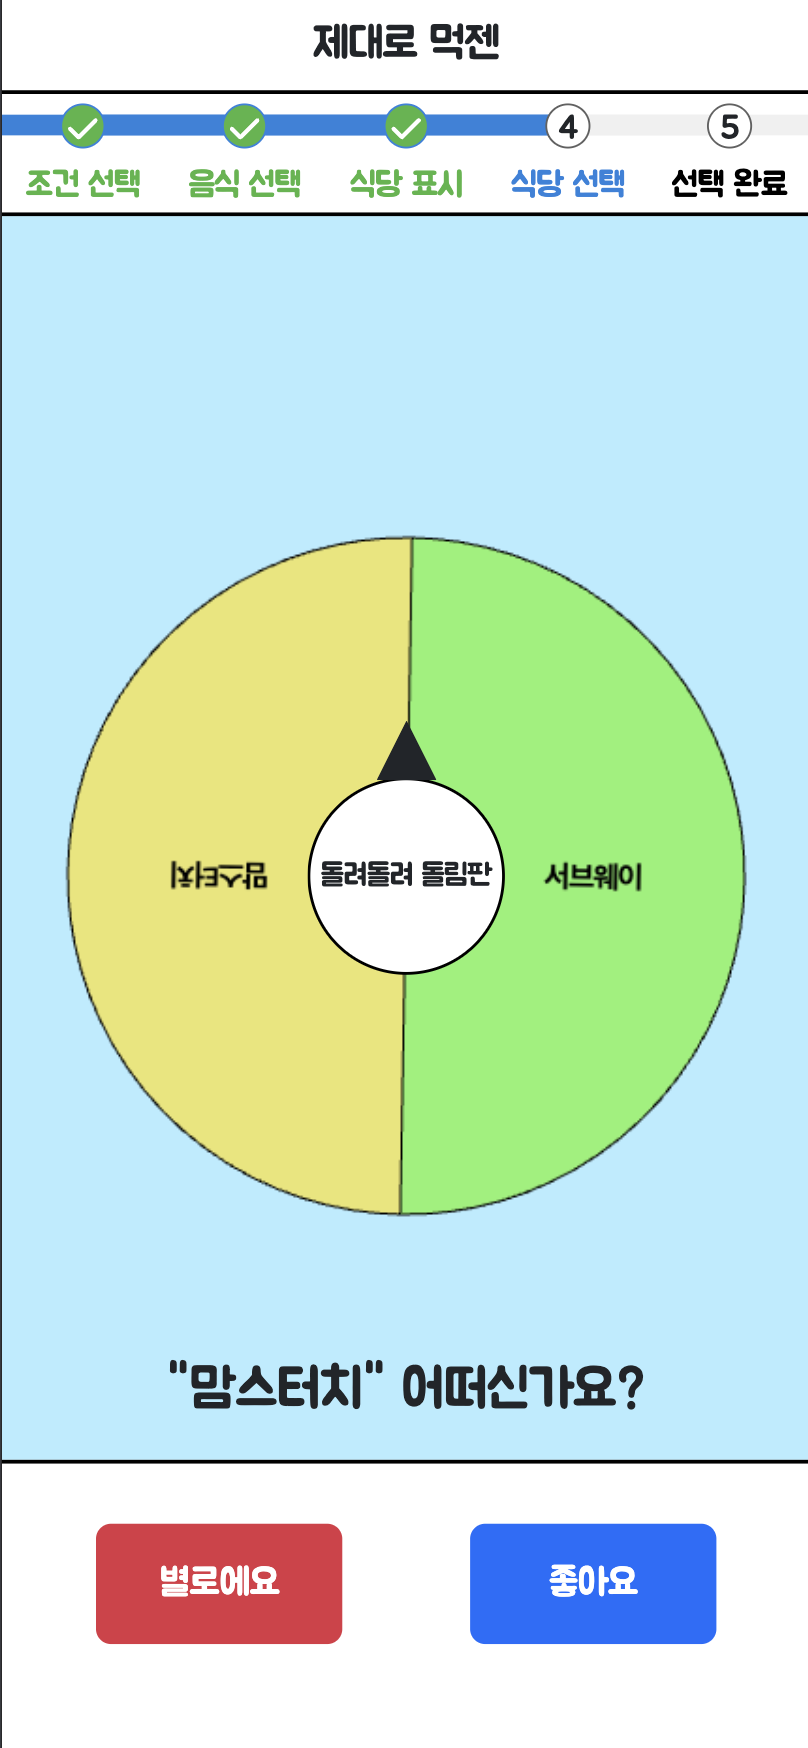 제대로 먹젠
4 5
조건 선택 음식 선택 식당 표시 식당 선택 선택 완료
맘스터치 돌려돌려 돌림판 서브웨이
"맘스터치" 어떠신가요?
별로에요 좋아요